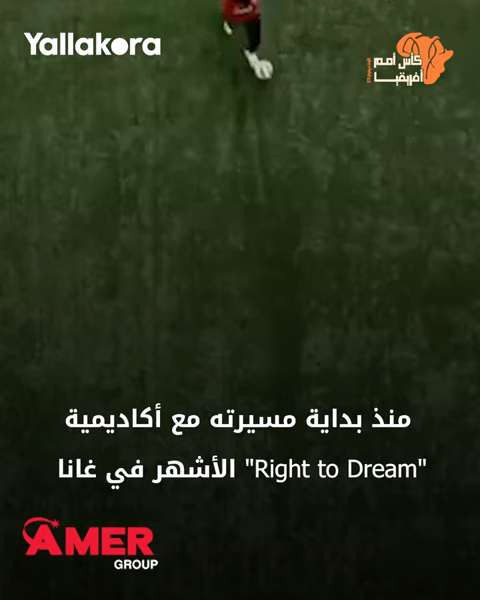 Yallakora
كأس أمم
أفريقيا
منذ بداية مسيرته مع أكاديمية
"Right to Dream" الأشهر في غانا
AMER
GROUP